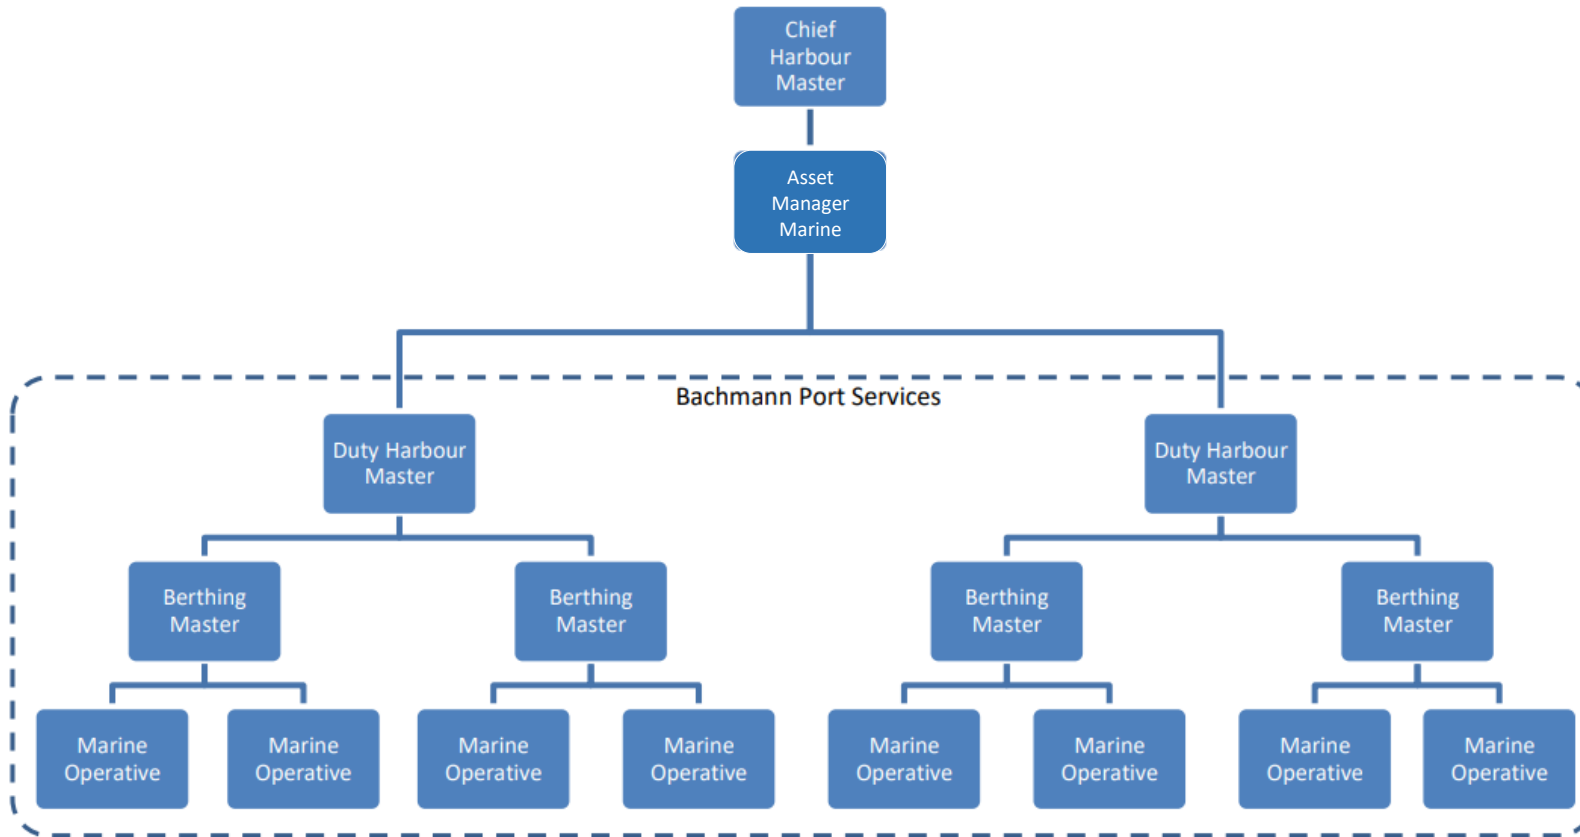 Chief
Harbour
Master
Asset
Manager
Marine
Bachmann Port Services
Duty Harbour
Master
Duty Harbour
Master
Berthing
Master
Berthing
Master
Berthing
Master
Berthing
Master
Marine
Operative
Marine
Operative
Marine
Operative
Marine
Operative
Marine
Operative
Marine
Operative
Marine
Operative
Marine
Operative